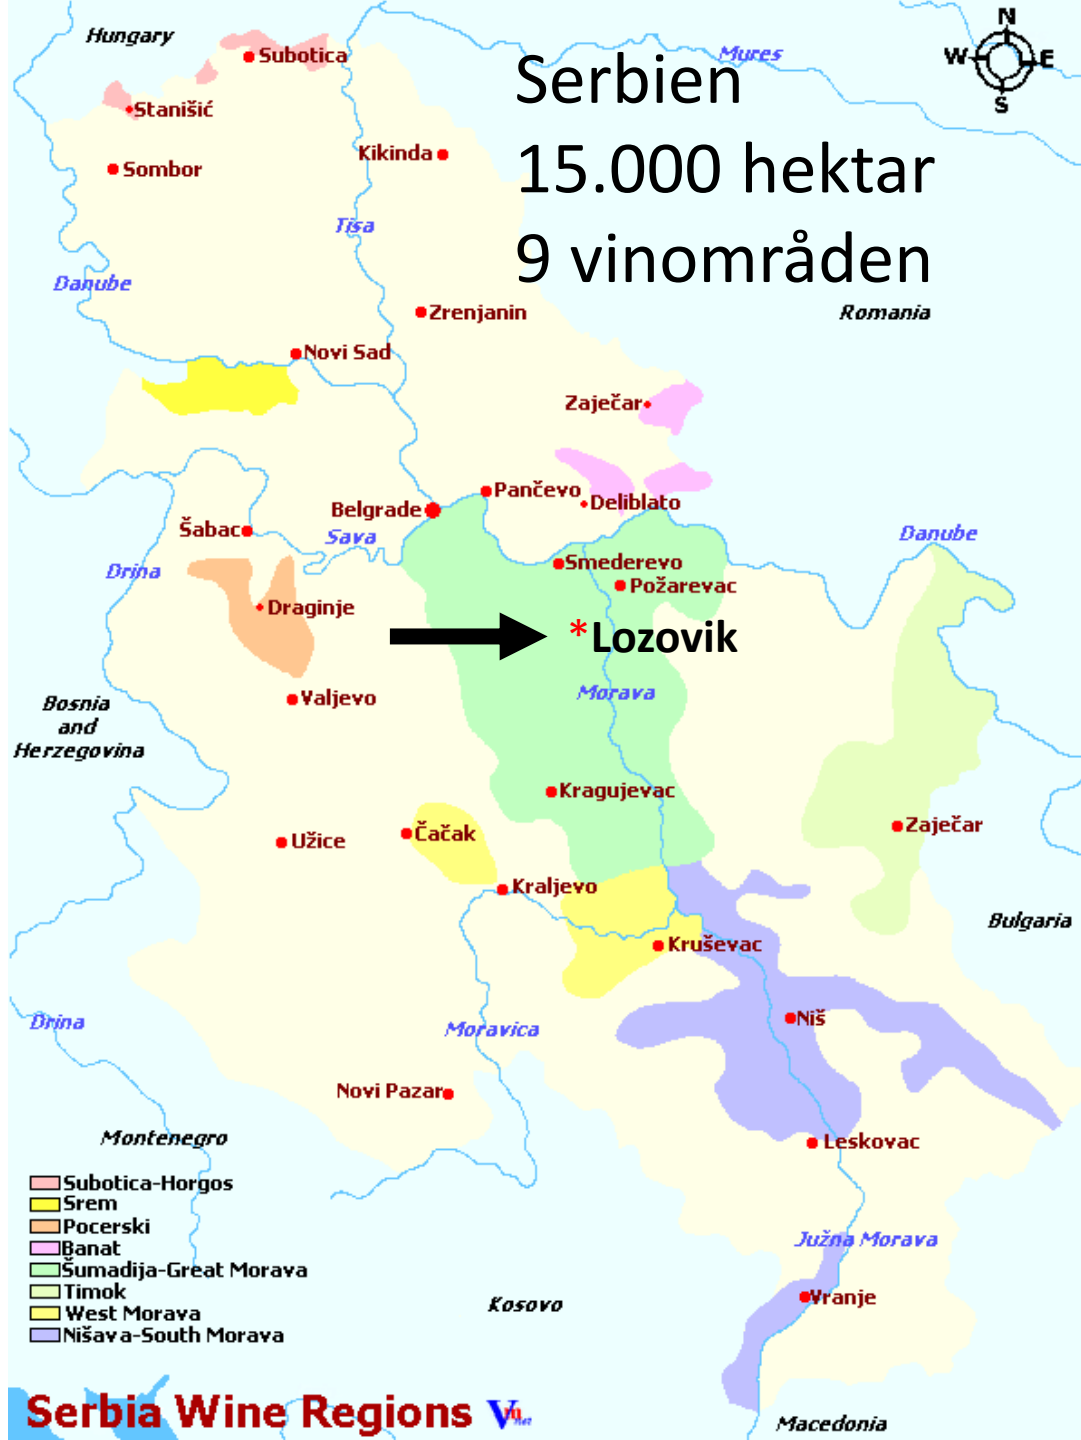 Hungary
Subotica
Mures
N
W
E
S
Serbien
15.000 hektar
9 vinområden
Stanišić
Sombor
Kikinda
Tisa
Danube
Zrenjanin
Romania
Novi Sad
Zaječar
Pančevo
Deliblato
Belgrade
Šabac
Sava
Danube
Drina
Smederevo
Požarevac
Draginje
*Lozovik
Valjevo
Morava
Bosnia
and
Herzegovina
Kragujevac
Čačak
Užice
Zaječar
Kraljevo
Bulgaria
Kruševac
Niš
Drina
Moravica
Novi Pazar
Montenegro
Leskovac
Subotica-Horgos
Srem
Pocerski
Banat
Šumadija-Great Morava
Timok
West Morava
Nišava-South Morava
Južna Morava
Vranje
Kosovo
Serbia Wine Regions
Macedonia